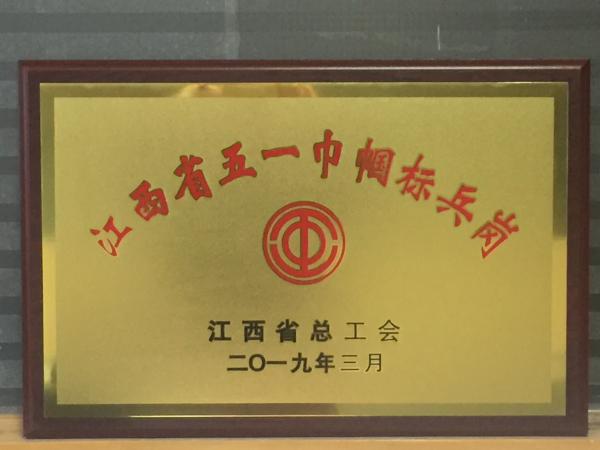 江西省五一巾帼标兵岗
江西省总工会
二〇一九年三月